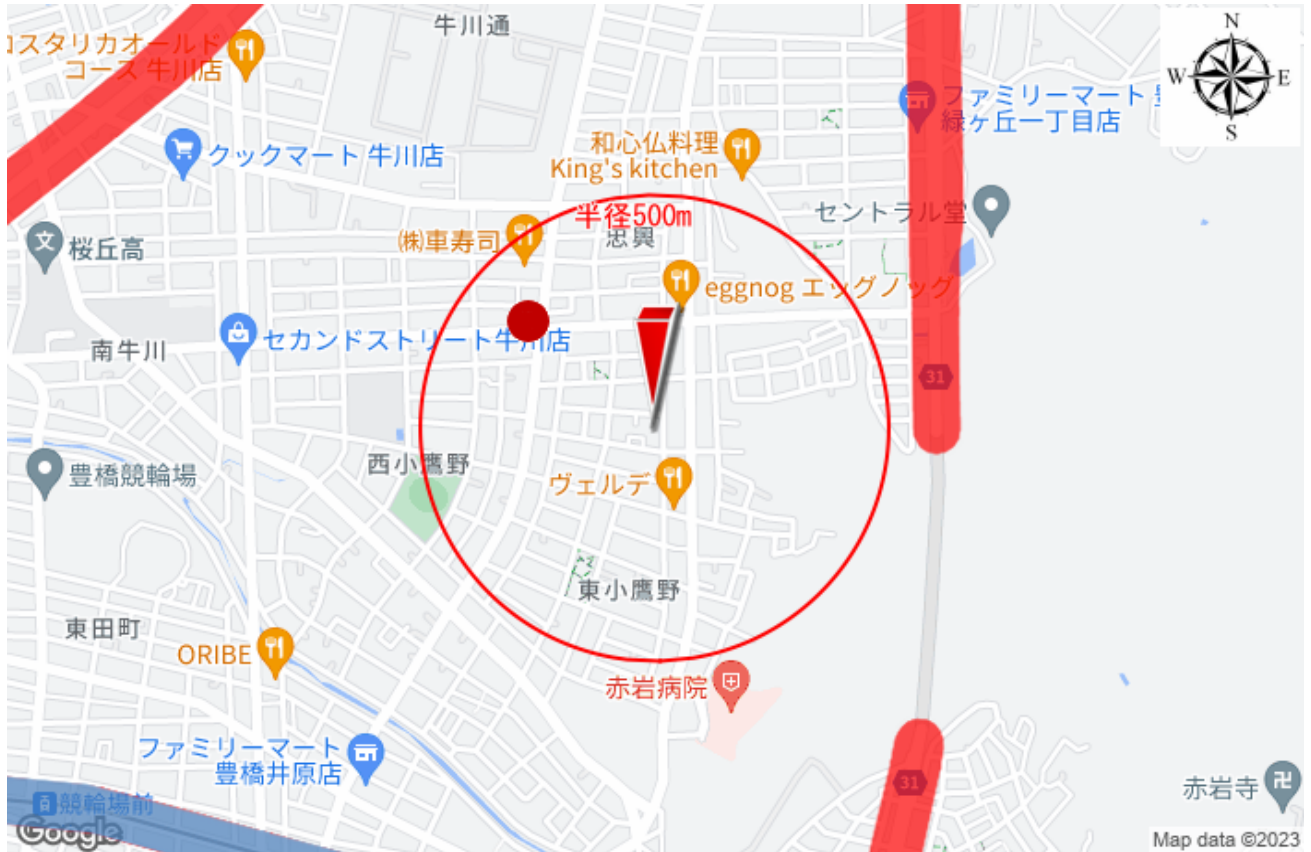 牛川通
コスタリカオールド
コース 牛川店
N
W
E
S
ファミリーマート
緑ヶ丘一丁目店
クックマート 牛川店
和心仏料理
King's kitchen
半径500m
忠興
セントラル堂
㈱車寿司
桜丘高
eggnog エッグノッグ
セカンドストリート牛川店
南牛川
31
西小鷹野
豊橋競輪場
ヴェルデ
東小鷹野
東田町
ORIBE
赤岩病院
ファミリーマート
豊橋井原店
31
赤岩寺
競輪場前
Google
Map data ©2023